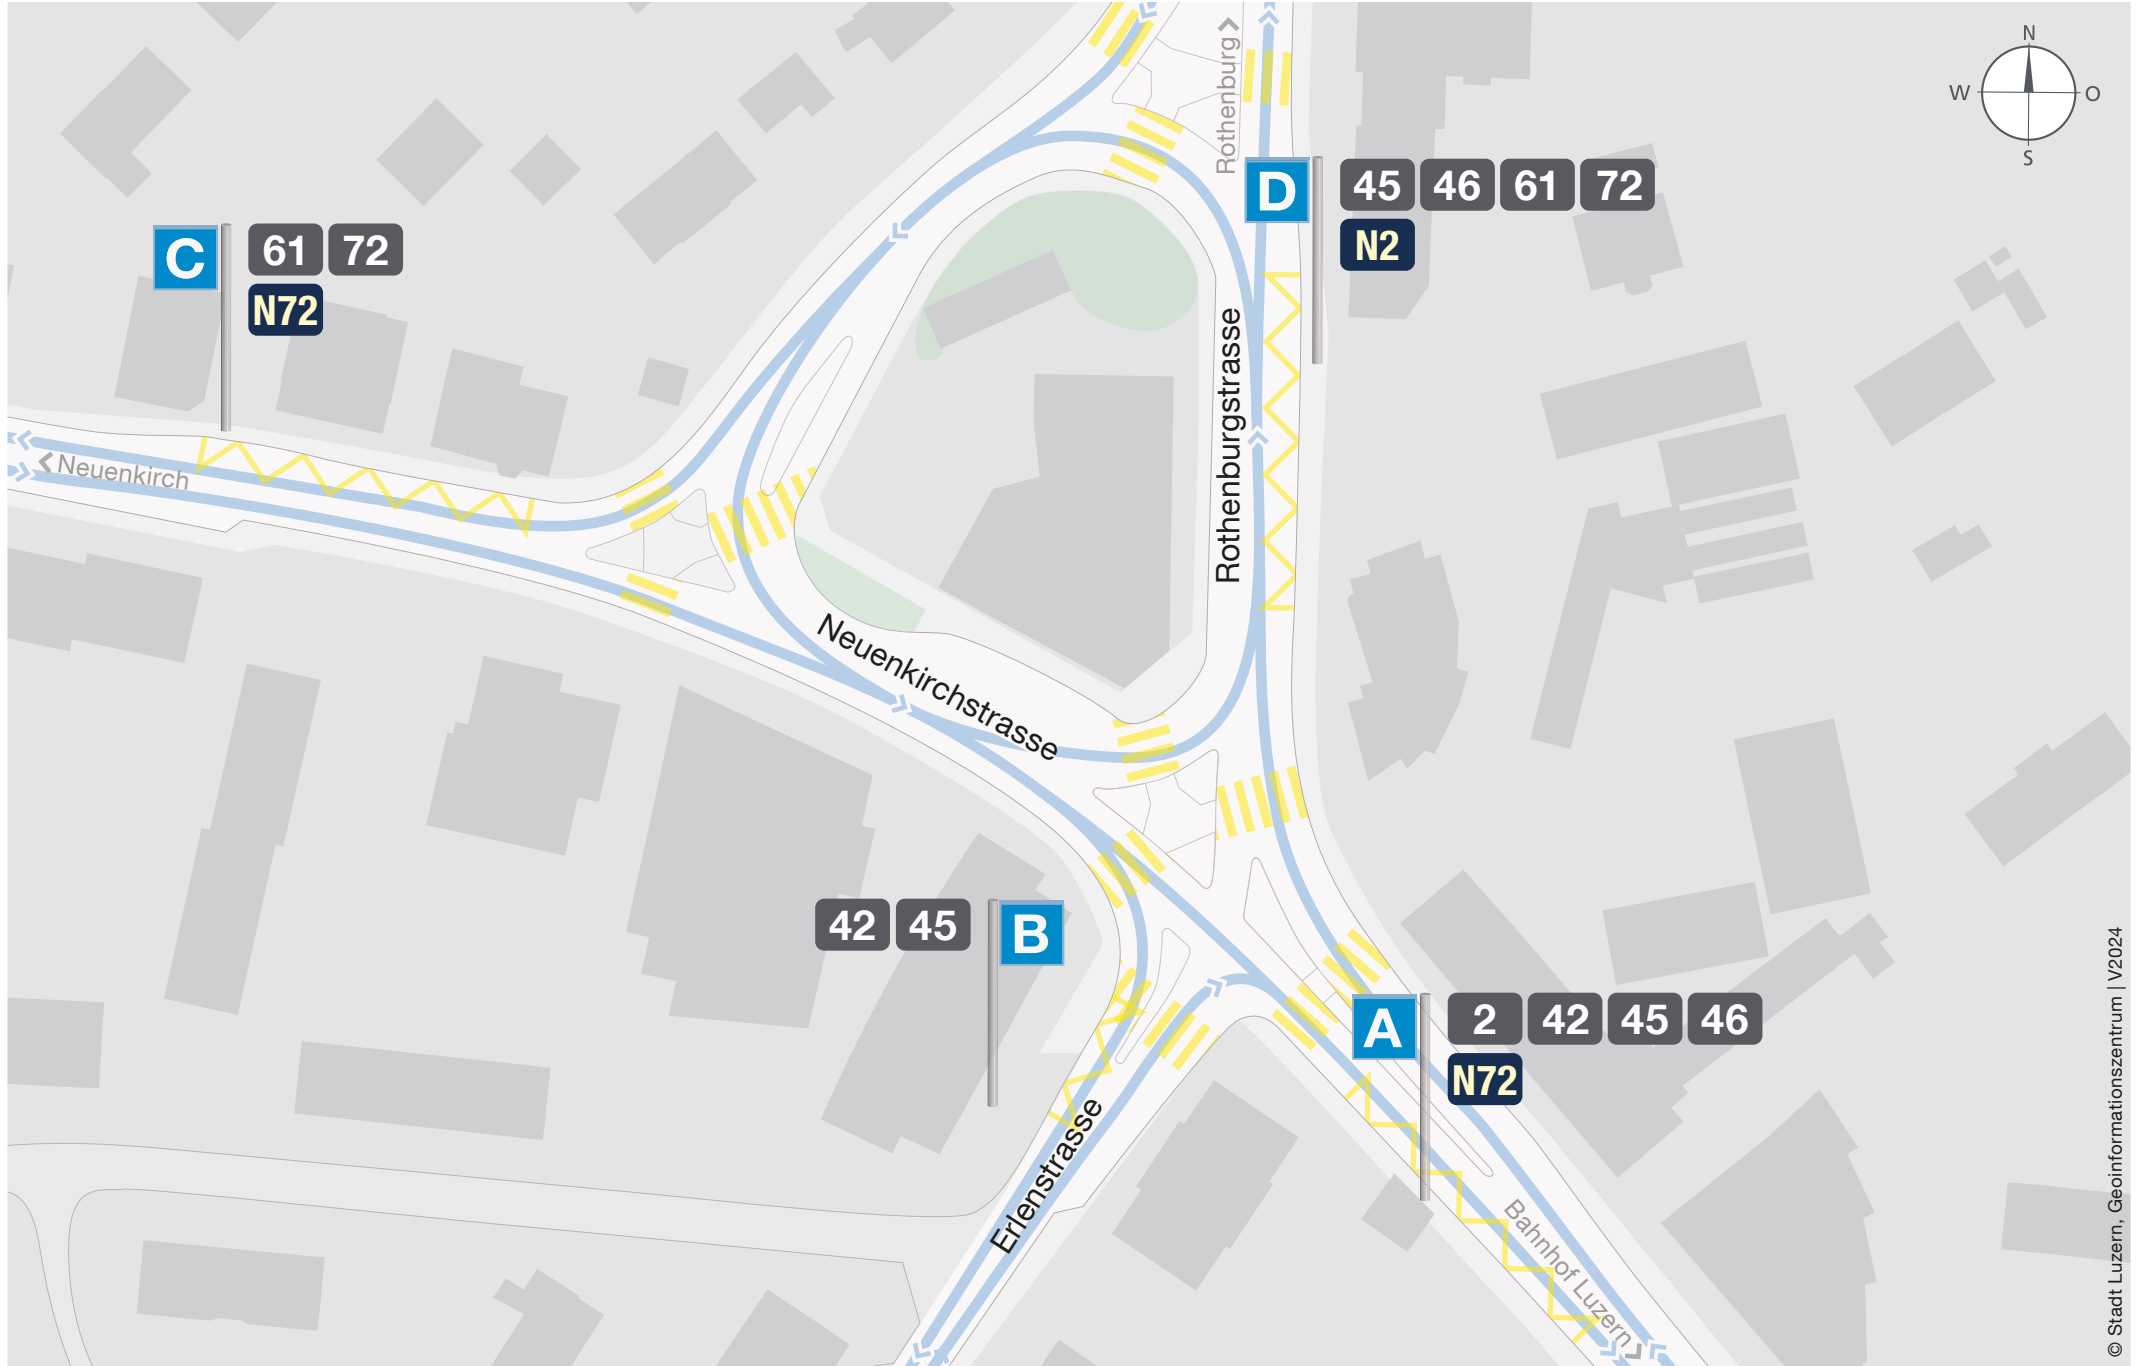 Rothenburg >
N
W O
S
D 45 46 61 72
N2
C 61 72
N72
Rothenburgstrasse
< Neuenkirch
Neuenkirchstrasse
42 45 B
A 2 42 45 46
N72
Erlenstrasse
Bahnhof Luzern >
© Stadt Luzern, Geoinformationszentrum | V2024